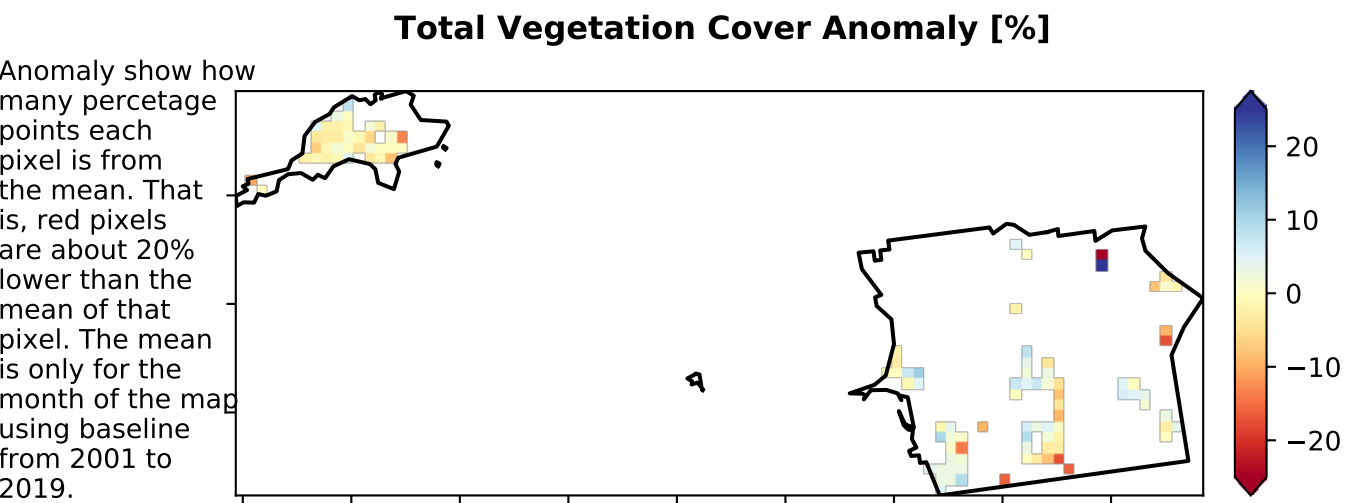 Total Vegetation Cover Anomaly [%]
Anomaly show how
many percetage
points each
pixel is from
the mean. That
is, red pixels
are about 20%
lower than the
mean of that
pixel. The mean
is only for the
month of the map
using baseline
from 2001 to
2019.
20
10
0
−10
−20